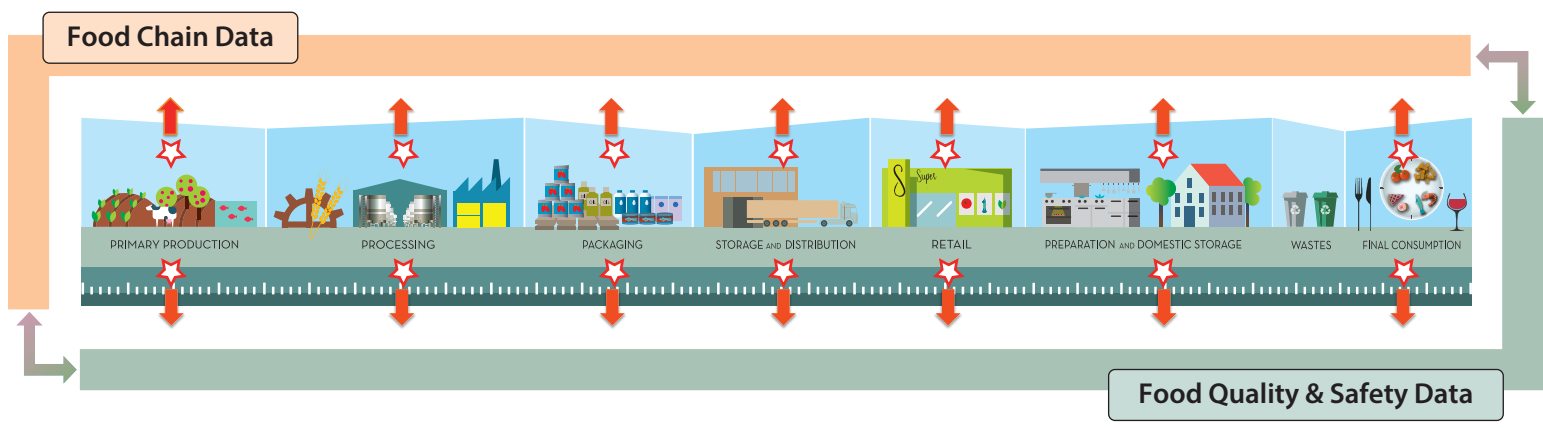 Food Chain Data
S
Super
PRIMARY PRODUCTION
PROCESSING
PACKAGING
STORAGE AND DISTRIBUTION
RETAIL
PREPARATION AND DOMESTIC STORAGE
WASTES
FINAL CONSUMPTION
Food Quality & Safety Data